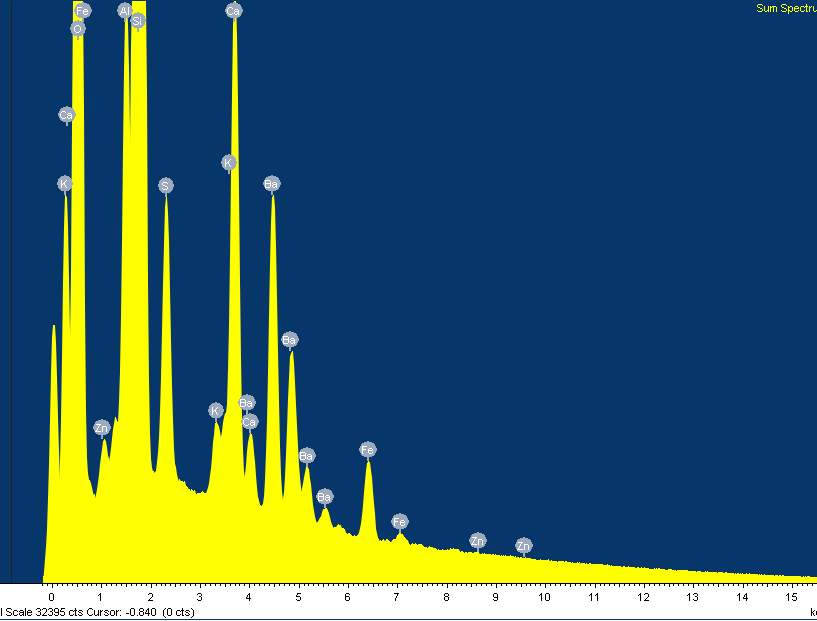 Sum Spectru
Fe
Al
Ca
Si
O
Ca
K
K
S
Ba
Ba
Ba
K
Ca
Zn
Fe
Ba
Ba
Fe
Zn
Zn
0 1 2 3 4 5 6 7 8 9 10 11 12 13 14 15
l Scale 32395 cts Cursor: -0.840 (0 cts)
ke